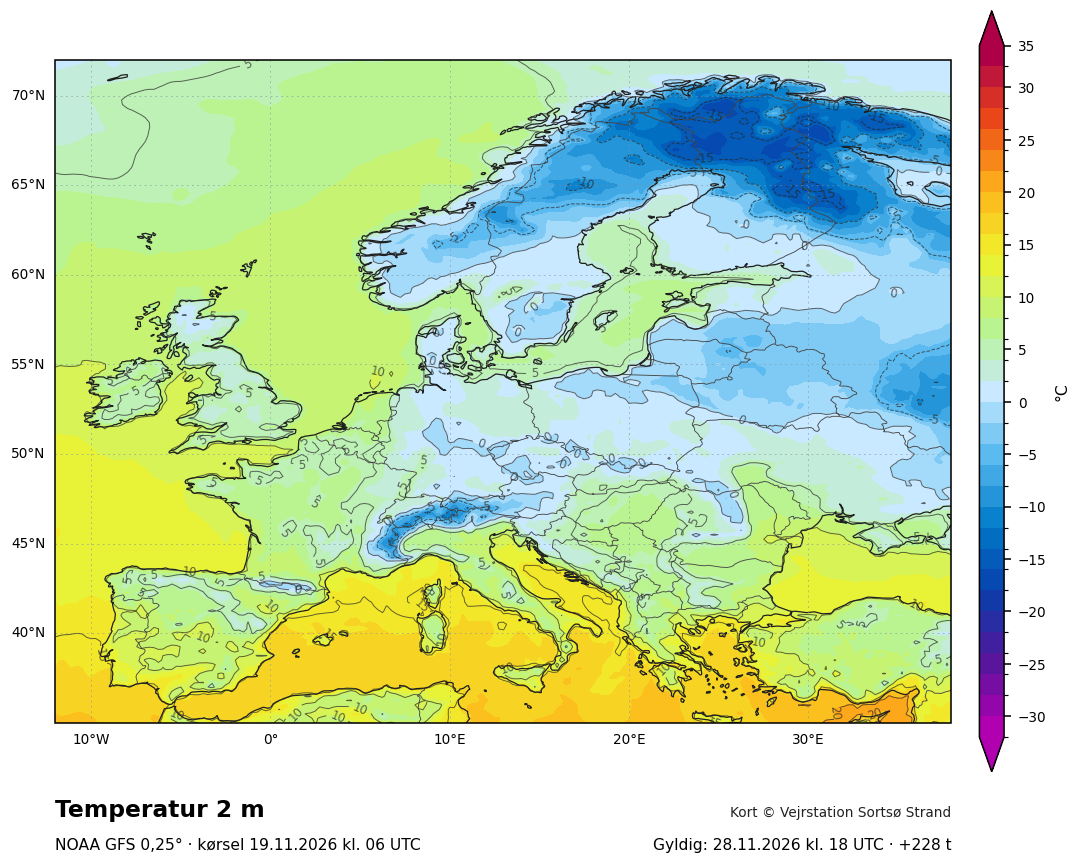 70°N
65°N
60°N
55°N
50°N
45°N
40°N
10°W
0°
10°E
20°E
30°E
35
30
25
20
15
10
5
0
−5
−10
−15
−20
−25
−30
°C
Temperatur 2 m
Kort © Vejrstation Sortsø Strand
NOAA GFS 0,25° · kørsel 19.11.2026 kl. 06 UTC
Gyldig: 28.11.2026 kl. 18 UTC · +228 t